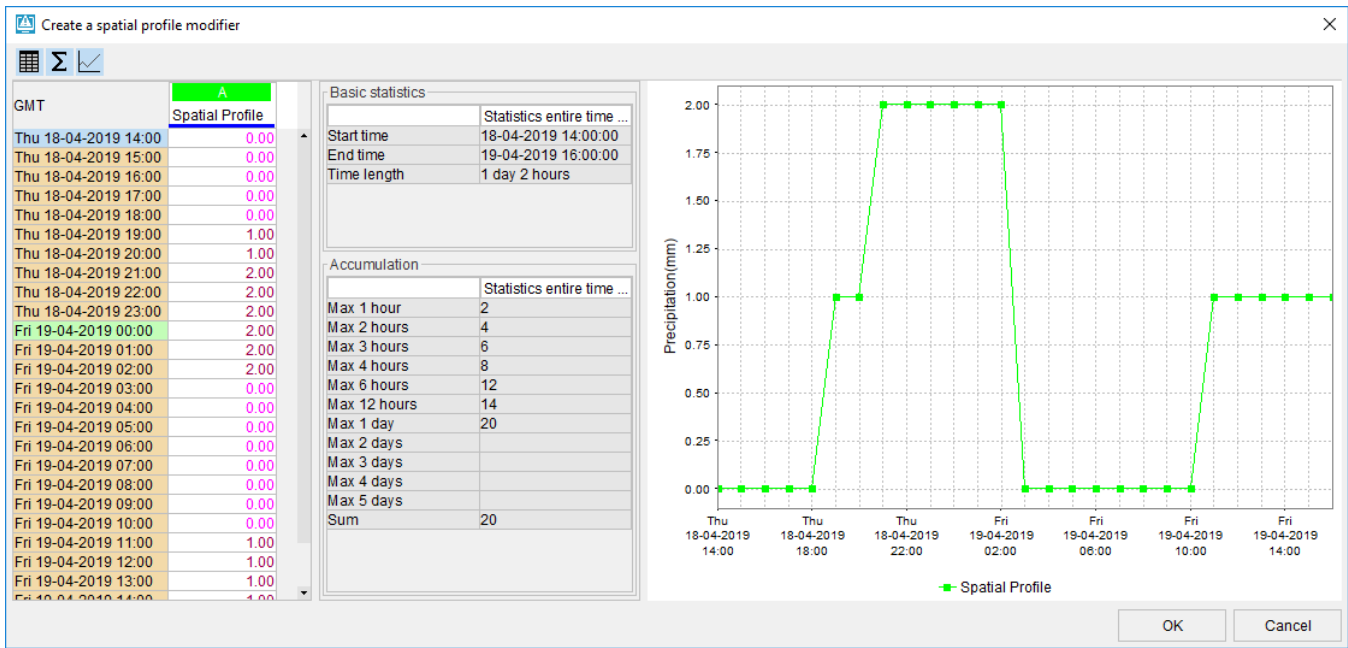 Create a spatial profile modifier
GMT
A
Spatial Profile
Thu 18-04-2019 14:00 0.00
Thu 18-04-2019 15:00 0.00
Thu 18-04-2019 16:00 0.00
Thu 18-04-2019 17:00 0.00
Thu 18-04-2019 18:00 0.00
Thu 18-04-2019 19:00 1.00
Thu 18-04-2019 20:00 1.00
Thu 18-04-2019 21:00 2.00
Thu 18-04-2019 22:00 2.00
Thu 18-04-2019 23:00 2.00
Fri 19-04-2019 00:00 2.00
Fri 19-04-2019 01:00 2.00
Fri 19-04-2019 02:00 2.00
Fri 19-04-2019 03:00 0.00
Fri 19-04-2019 04:00 0.00
Fri 19-04-2019 05:00 0.00
Fri 19-04-2019 06:00 0.00
Fri 19-04-2019 07:00 0.00
Fri 19-04-2019 08:00 0.00
Fri 19-04-2019 09:00 0.00
Fri 19-04-2019 10:00 0.00
Fri 19-04-2019 11:00 1.00
Fri 19-04-2019 12:00 1.00
Fri 19-04-2019 13:00 1.00
Fri 19-04-2019 14:00 1.00
Basic statistics
Statistics entire time ...
Start time 18-04-2019 14:00:00
End time 19-04-2019 16:00:00
Time length 1 day 2 hours
Accumulation
Statistics entire time ...
Max 1 hour 2
Max 2 hours 4
Max 3 hours 6
Max 4 hours 8
Max 6 hours 12
Max 12 hours 14
Max 1 day 20
Max 2 days
Max 3 days
Max 4 days
Max 5 days
Sum 20
Precipitation(mm)
2.00
1.75
1.50
1.25
1.00
0.75
0.50
0.25
0.00
Thu Thu Thu Fri Fri Fri Fri
18-04-2019 18-04-2019 18-04-2019 19-04-2019 19-04-2019 19-04-2019 19-04-2019
14:00 18:00 22:00 02:00 06:00 10:00 14:00
Spatial Profile
OK Cancel